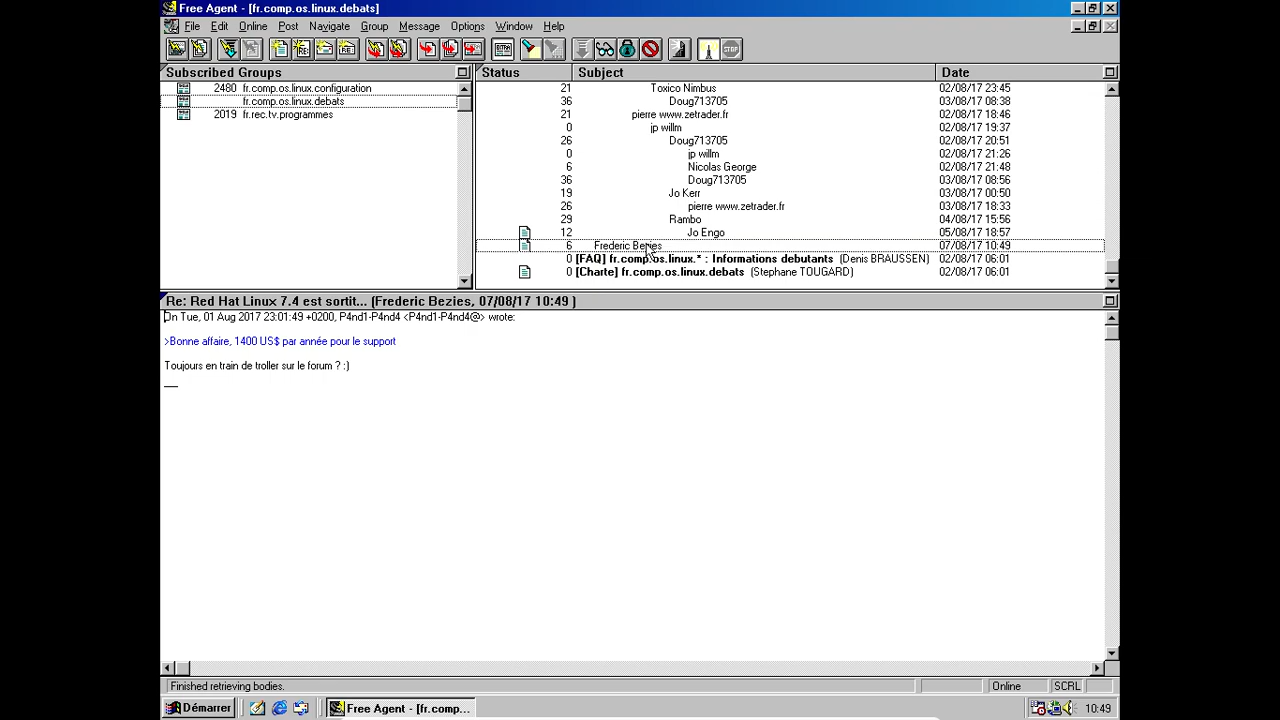 Free Agent - [fr.comp.os.linux.debats]
File Edit Online Post Navigate Group Message Options Window Help
STOP
Subscribed Groups
2480 fr.comp.os.linux.configuration
fr.comp.os.linux.debats
2019 fr.rec.tv.programmes
Status Subject Date
21 Toxico Nimbus 02/08/17 23:45
36 Doug713705 03/08/17 08:38
21 pierre www.zetrader.fr 02/08/17 18:46
0 jp willm 02/08/17 19:37
26 Doug713705 02/08/17 20:51
0 jp willm 02/08/17 21:26
6 Nicolas George 02/08/17 21:48
36 Doug713705 03/08/17 08:56
19 Jo Kerr 03/08/17 00:50
26 pierre www.zetrader.fr 03/08/17 18:33
29 Rambo 04/08/17 15:56
12 Jo Engo 05/08/17 18:57
6 Frederic Bezies 07/08/17 10:49
0 [FAQ] fr.comp.os.linux.* : Informations debutants (Denis BRAUSSEN) 02/08/17 06:01
0 [Charte] fr.comp.os.linux.debats (Stephane TOUGARD) 02/08/17 06:01
Re: Red Hat Linux 7.4 est sortit... (Frederic Bezies, 07/08/17 10:49 )
On Tue, 01 Aug 2017 23:01:49 +0200, P4nd1-P4nd4 <P4nd1-P4nd4@> wrote:
>Bonne affaire, 1400 US$ par année pour le support
Toujours en train de troller sur le forum ? :)
Finished retrieving bodies. Online SCRL
Démarrer Free Agent - [fr.comp... 10:49